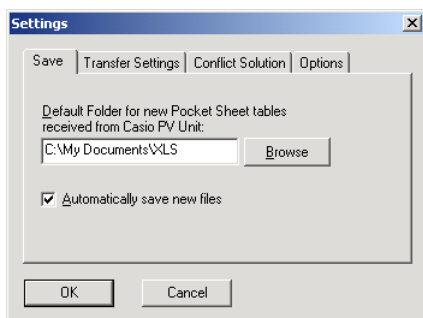 Settings
Save Transfer Settings Conflict Solution Options
Default Folder for new Pocket Sheet tables
received from Casio PV Unit:
C:\My Documents\XLS Browse
Automatically save new files
OK Cancel